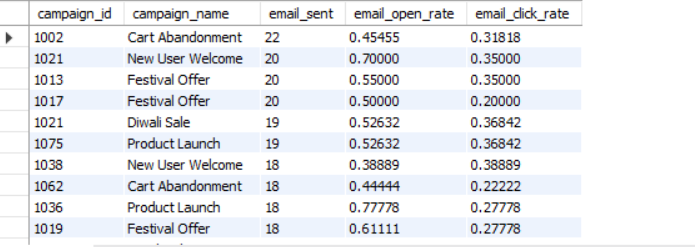 campaign_id campaign_name email_sent email_open_rate email_click_rate
1002 Cart Abandonment 22 0.45455 0.31818
1021 New User Welcome 20 0.70000 0.35000
1013 Festival Offer 20 0.55000 0.35000
1017 Festival Offer 20 0.50000 0.20000
1021 Diwali Sale 19 0.52632 0.36842
1075 Product Launch 19 0.52632 0.36842
1038 New User Welcome 18 0.38889 0.38889
1062 Cart Abandonment 18 0.44444 0.22222
1036 Product Launch 18 0.77778 0.27778
1019 Festival Offer 18 0.61111 0.27778